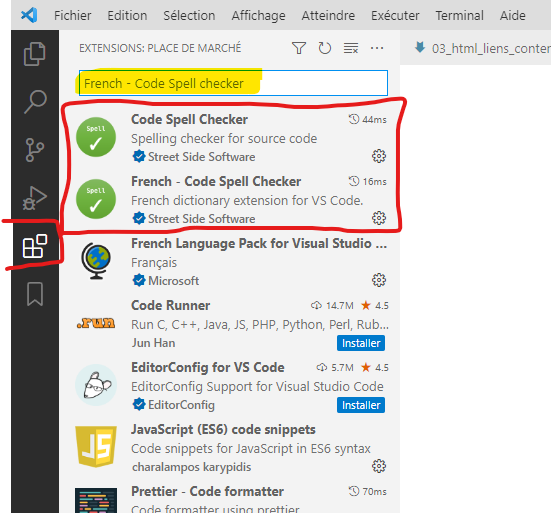 Fichier Edition Sélection Affichage Atteindre Exécuter Terminal Aide
EXTENSIONS: PLACE DE MARCHÉ
03_html_liens_conten
French - Code Spell checker
Spell
Code Spell Checker 44ms
Spelling checker for source code
Street Side Software
Spell
French - Code Spell Checker 16ms
French dictionary extension for VS Code.
Street Side Software
French Language Pack for Visual Studio ...
Français
Microsoft
.run
Code Runner 14.7M 4.5
Run C, C++, Java, JS, PHP, Python, Perl, Rub...
Jun Han Installer
EditorConfig for VS Code 5.7M 4.5
EditorConfig Support for Visual Studio Code
EditorConfig Installer
JS
JavaScript (ES6) code snippets
Code snippets for JavaScript in ES6 syntax
charalampos karypidis
Prettier - Code formatter 70ms
Code formatter using prettier